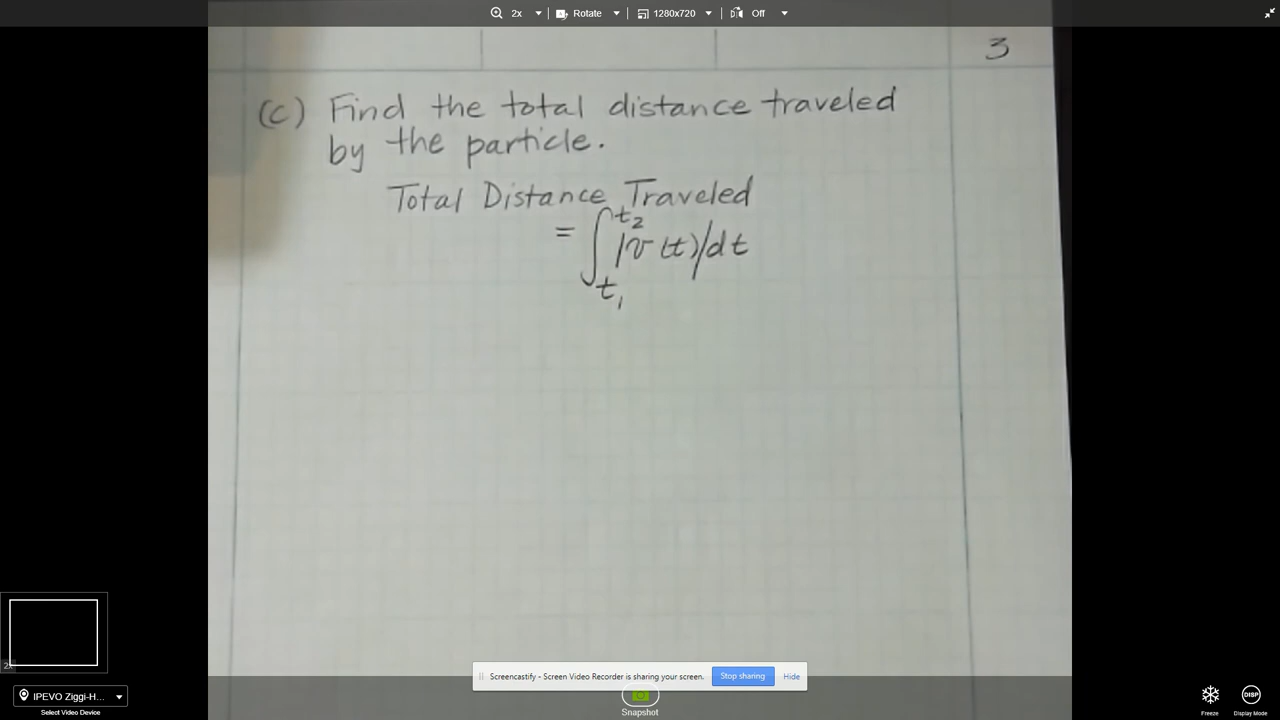 2x
Rotate
1280x720
Off
3
(c) Find the total distance traveled
by the particle.
Total Distance Traveled
= ∫ t₁ t₂ |v(t)| dt
2x
IPEVO Ziggi-H...
Select Video Device
Screencastify - Screen Video Recorder is sharing your screen.
Stop sharing
Hide
Snapshot
Freeze
DISP
Display Mode